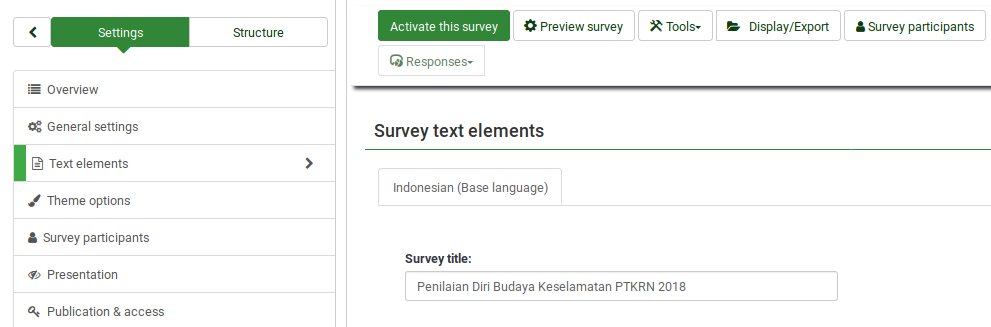 Settings
Structure
Overview
General settings
Text elements
Theme options
Survey participants
Presentation
Publication & access
Activate this survey
Preview survey
Tools
Display/Export
Survey participants
Responses
Survey text elements
Indonesian (Base language)
Survey title:
Penilaian Diri Budaya Keselamatan PTKRN 2018